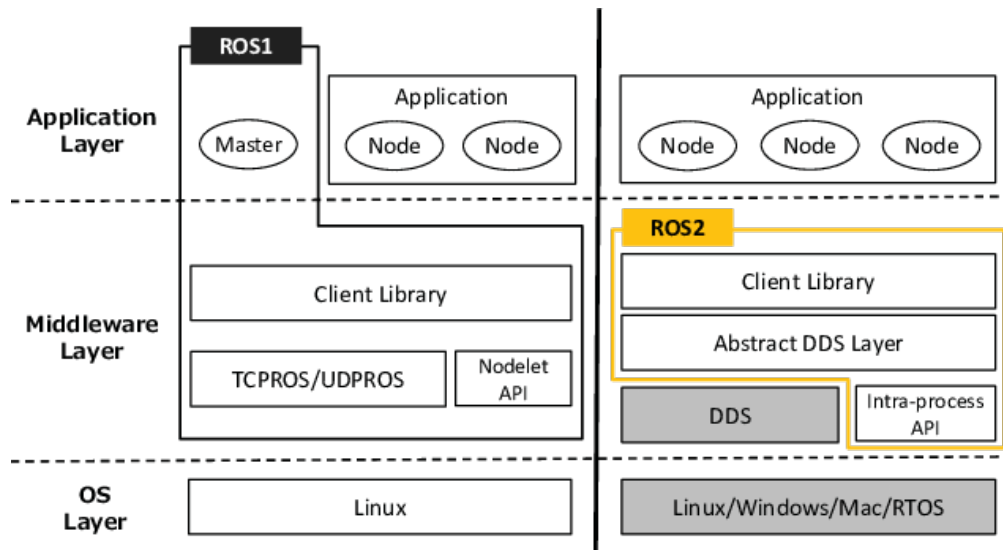 ROS1
Application
Layer
Master
Application
Node
Node
Application
Node
Node
Node
Middleware
Layer
Client Library
TCPROS/UDPROS
Nodelet
API
ROS2
Client Library
Abstract DDS Layer
DDS
Intra-process
API
OS
Layer
Linux
Linux/Windows/Mac/RTOS